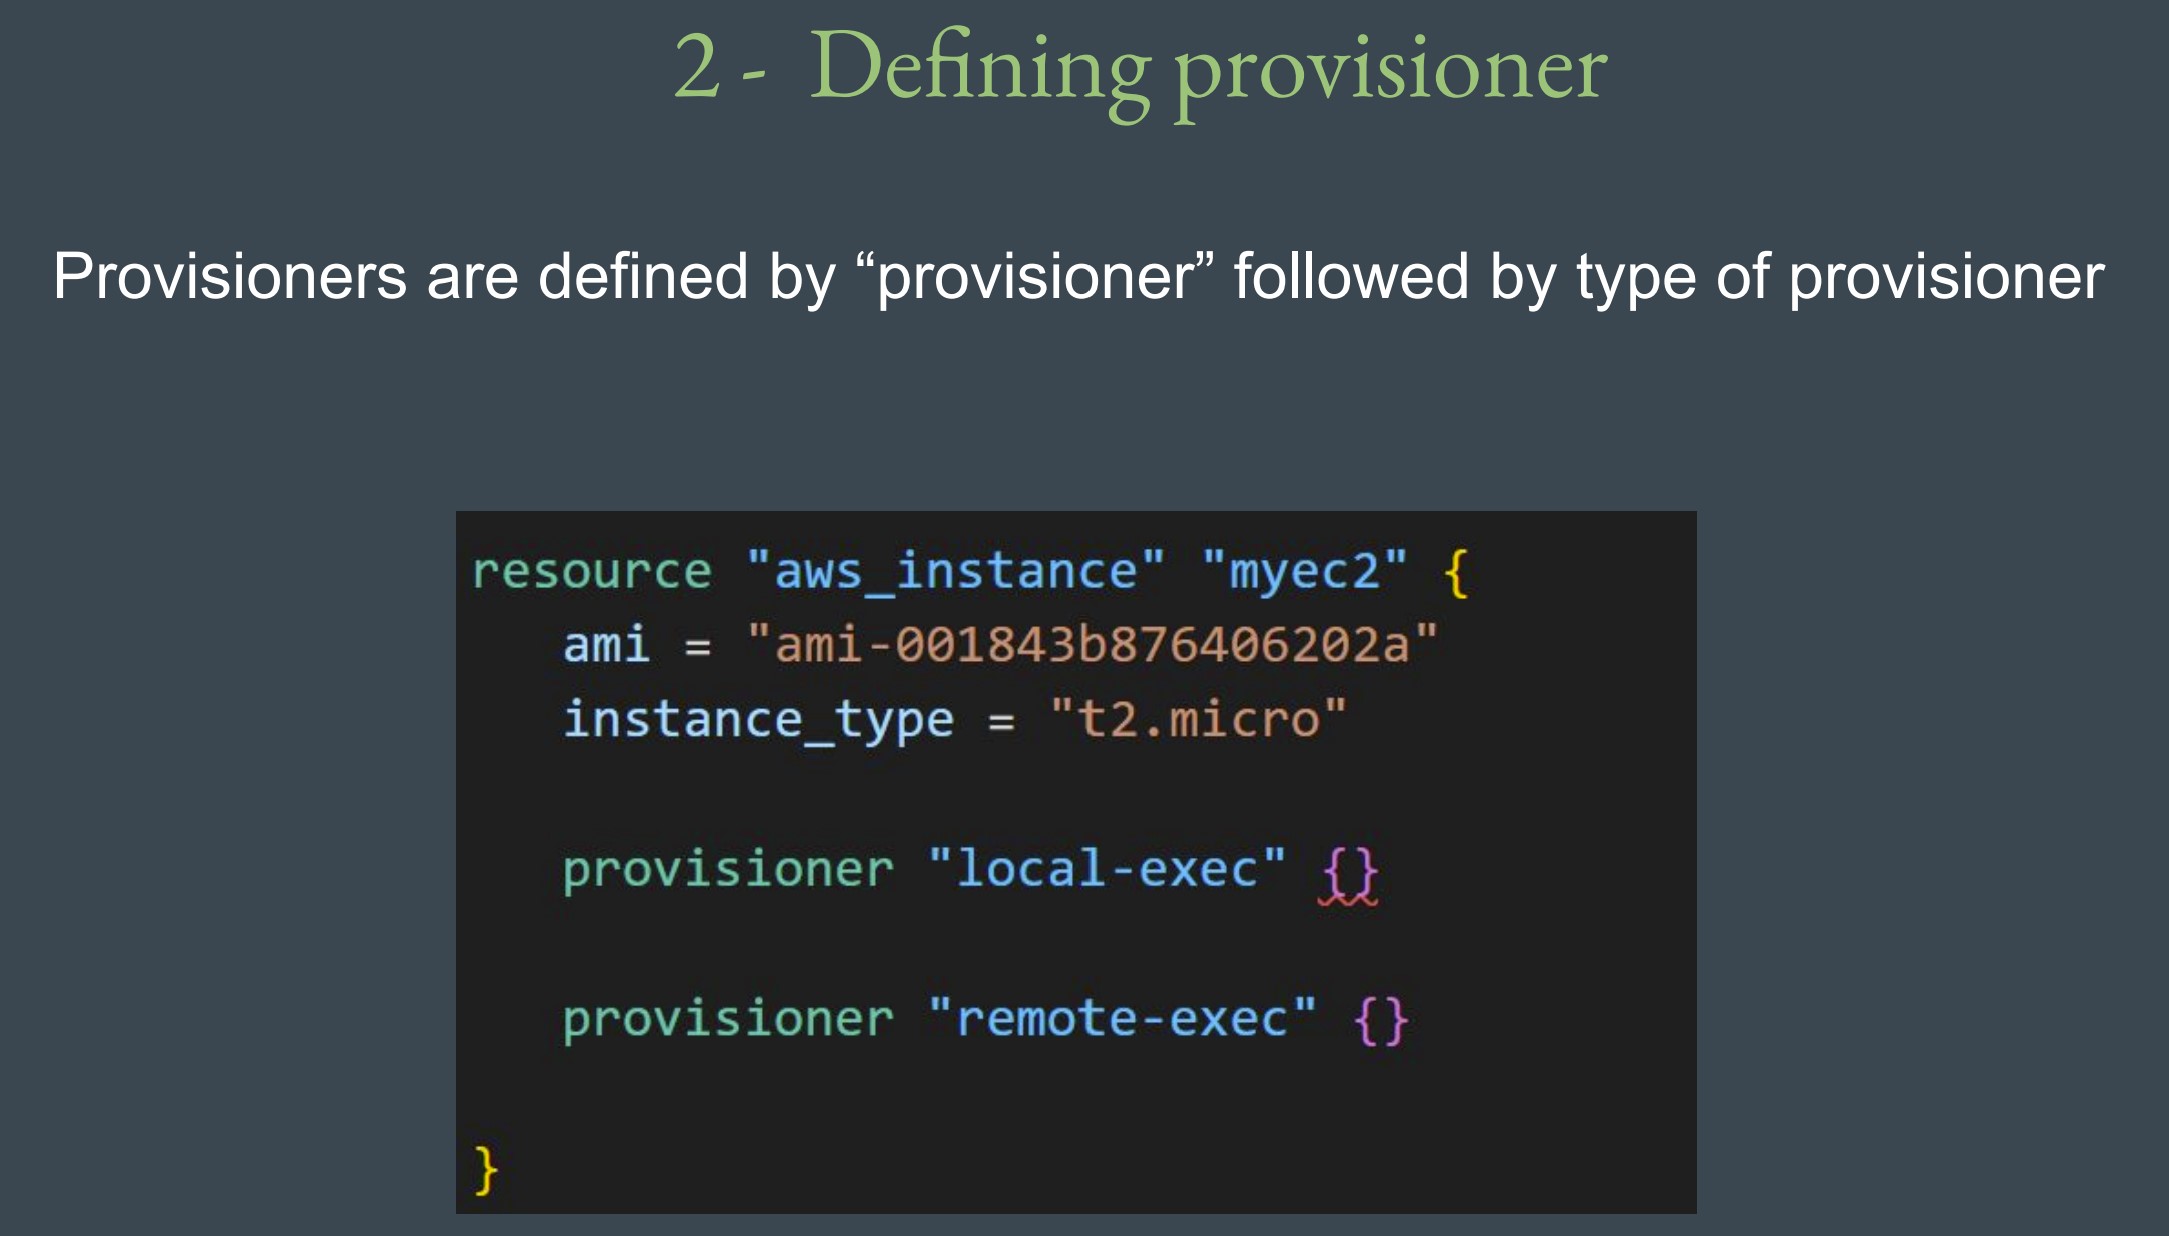 2 - Defining provisioner
Provisioners are defined by “provisioner” followed by type of provisioner
resource "aws_instance" "myec2" {
ami = "ami-001843b876406202a"
instance_type = "t2.micro"
provisioner "local-exec" {}
provisioner "remote-exec" {}
}